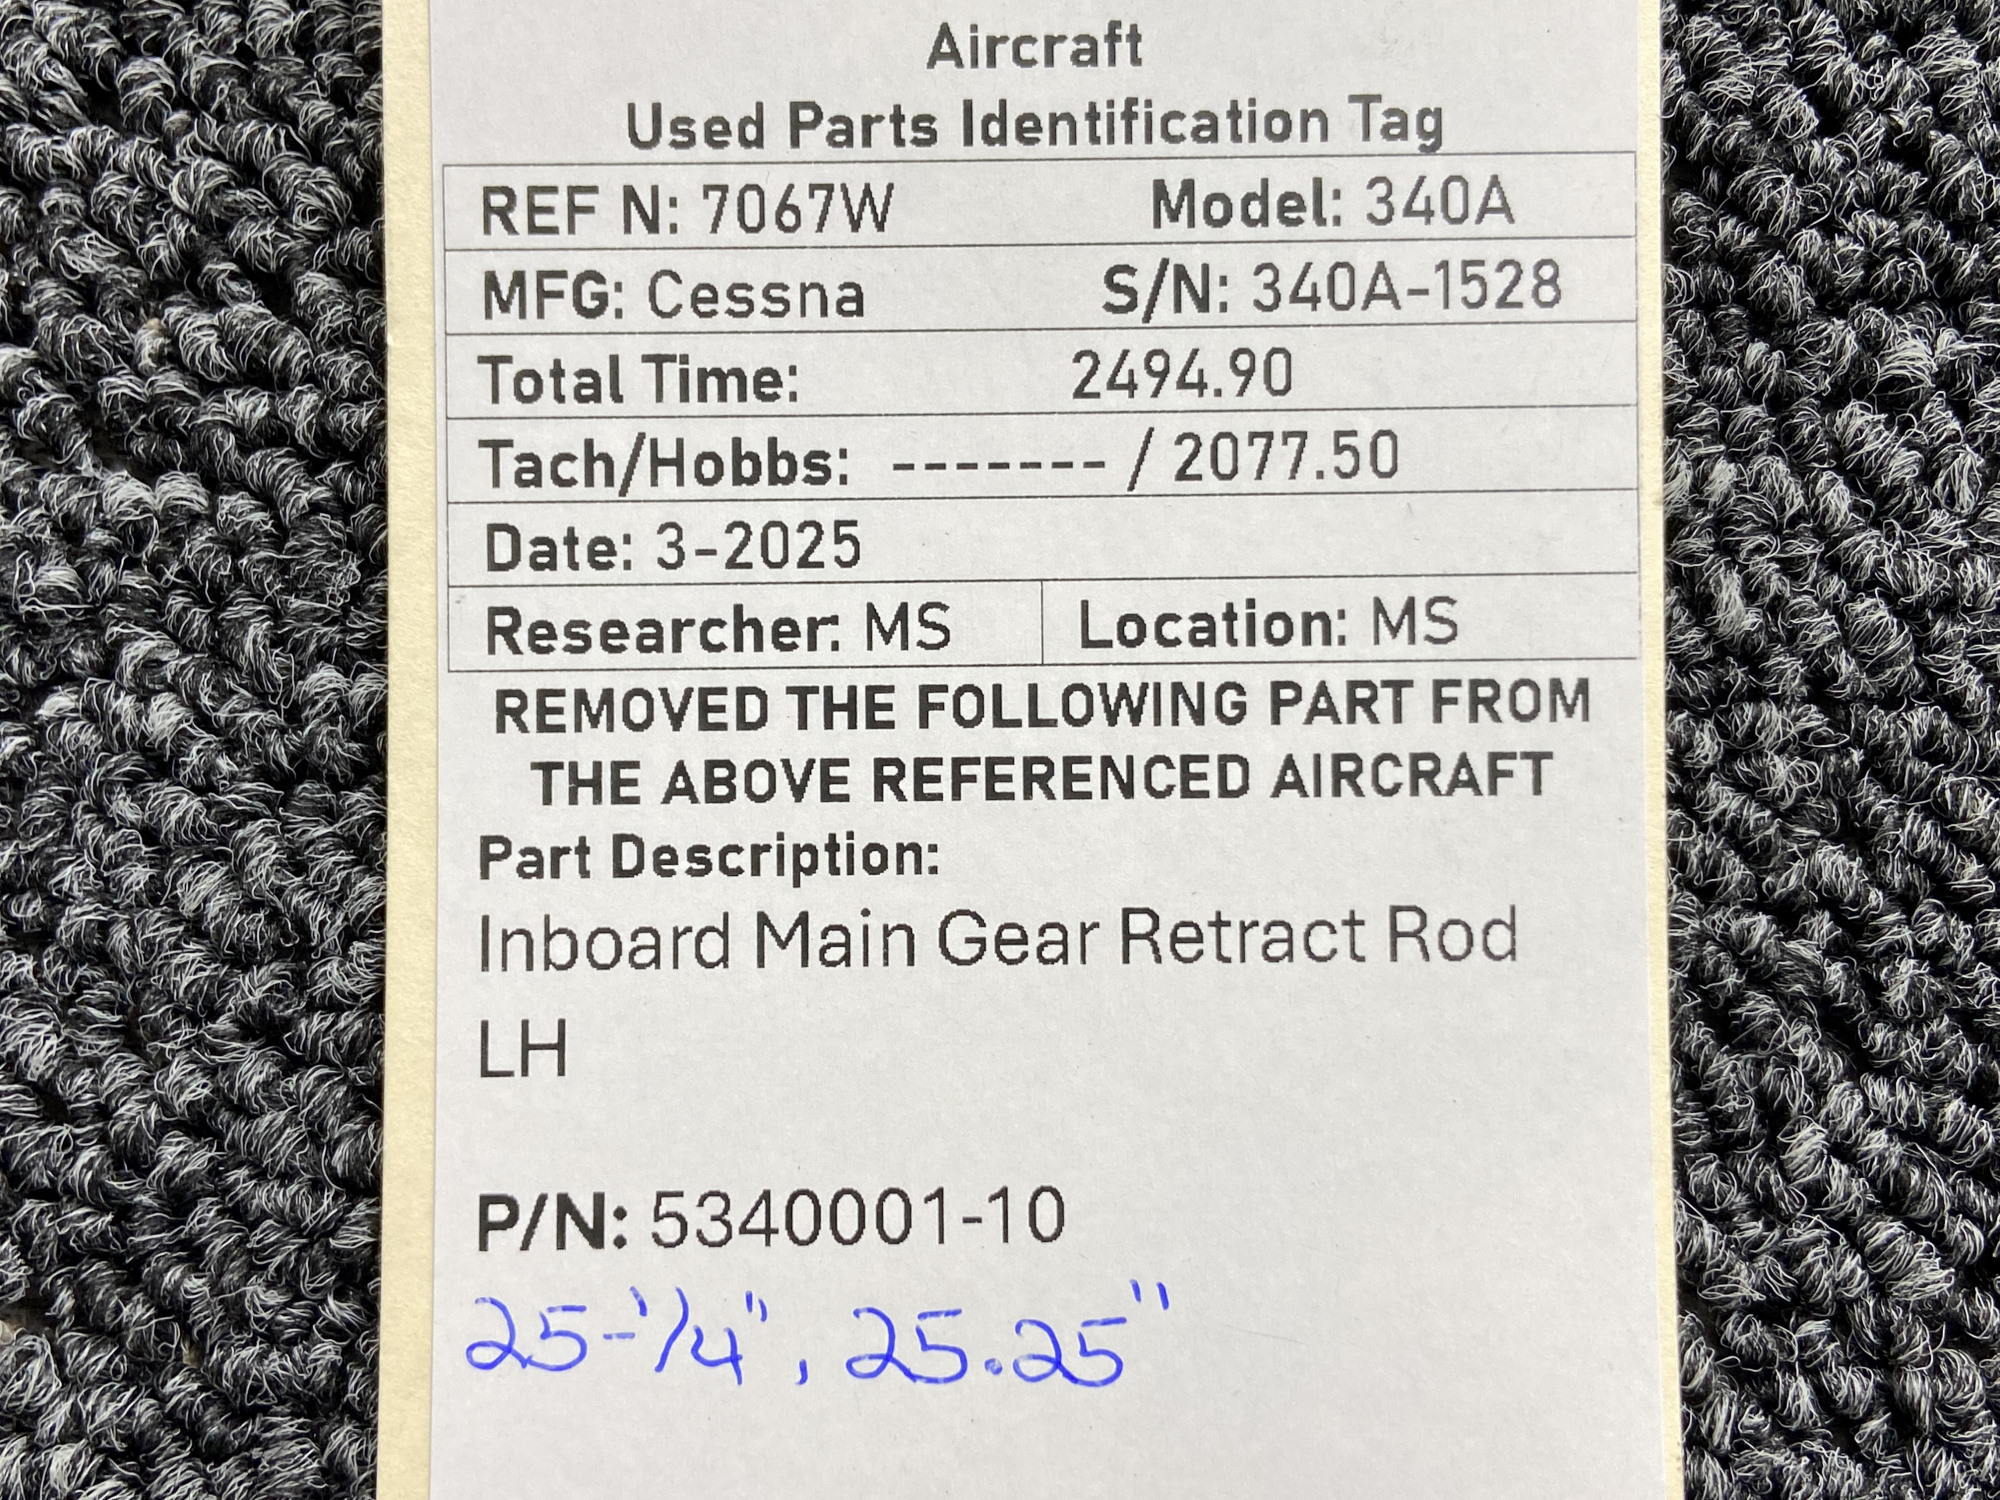 Aircraft
Used Parts Identification Tag
REF N: 7067W Model: 340A
MFG: Cessna S/N: 340A-1528
Total Time: 2494.90
Tach/Hobbs: ------- / 2077.50
Date: 3-2025
Researcher: MS Location: MS
REMOVED THE FOLLOWING PART FROM
THE ABOVE REFERENCED AIRCRAFT
Part Description:
Inboard Main Gear Retract Rod
LH
P/N: 5340001-10
25-1/4", 25.25"